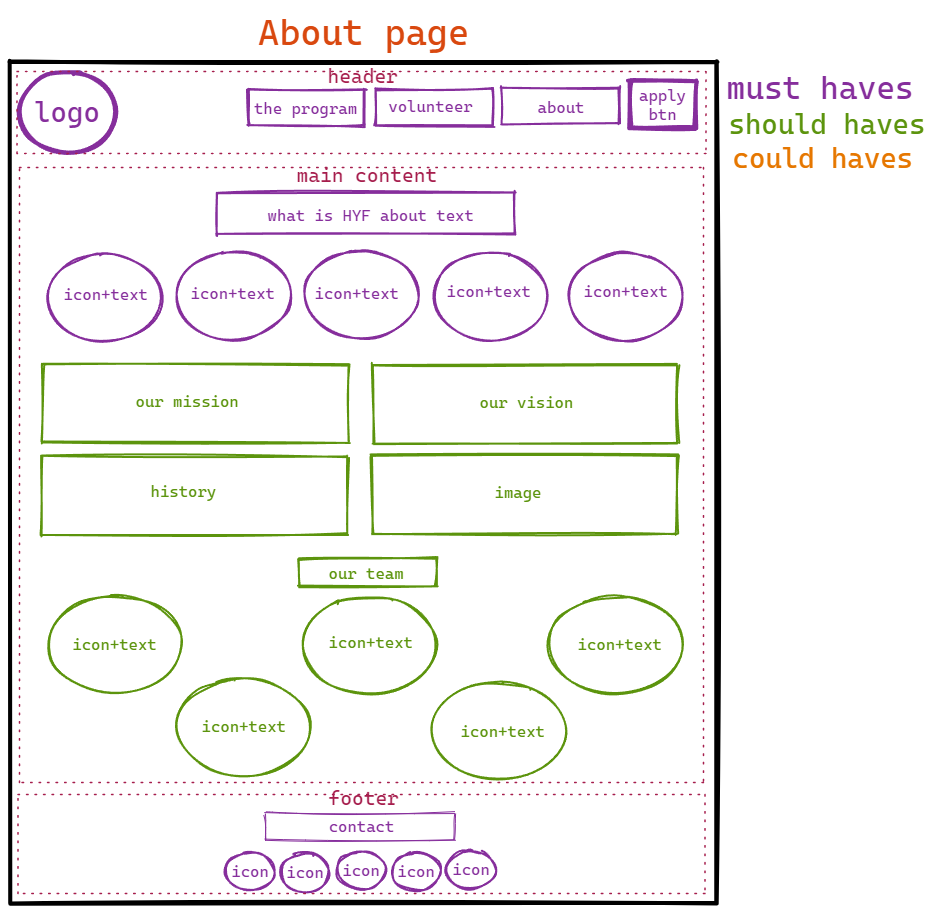 About page
must haves
should haves
could haves
header
logo
the program
volunteer
about
apply
btn
main content
what is HYF about text
icon+text
icon+text
icon+text
icon+text
icon+text
our mission
our vision
history
image
our team
icon+text
icon+text
icon+text
icon+text
icon+text
footer
contact
icon
icon
icon
icon
icon